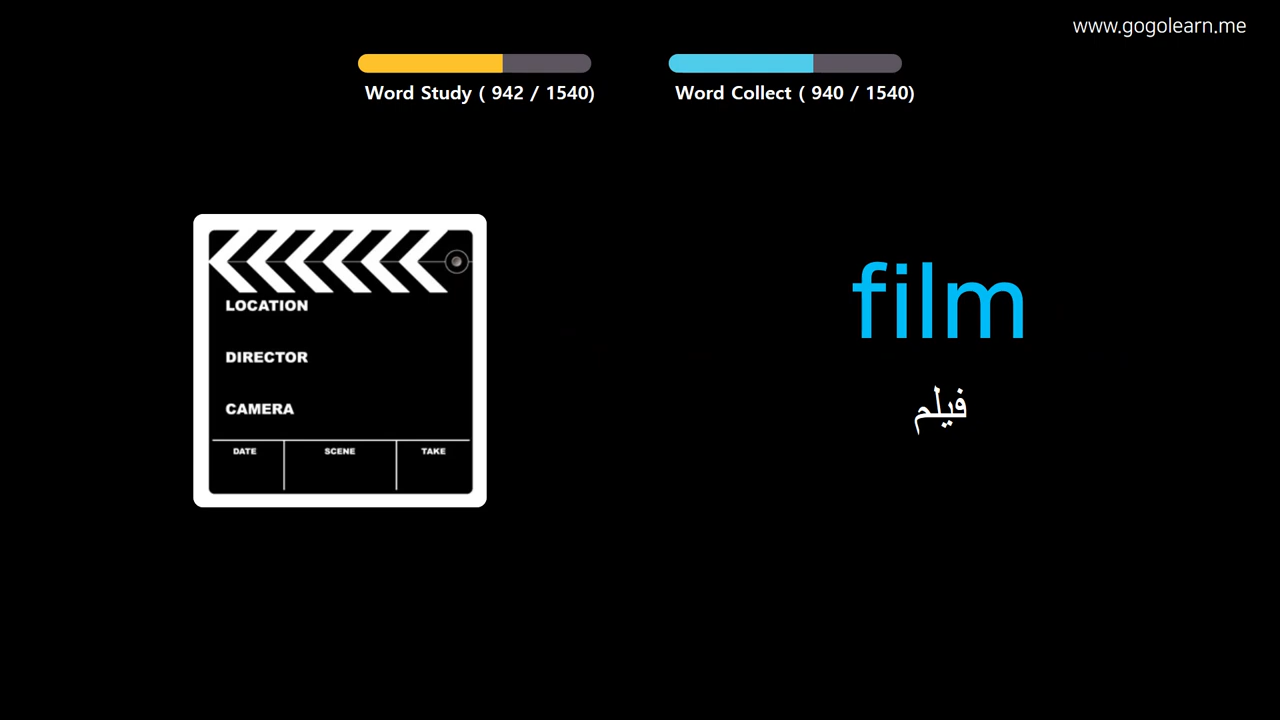 www.gogolearn.me
Word Study ( 942 / 1540)
Word Collect ( 940 / 1540)
LOCATION
DIRECTOR
CAMERA
DATE
SCENE
TAKE
film
فيلم